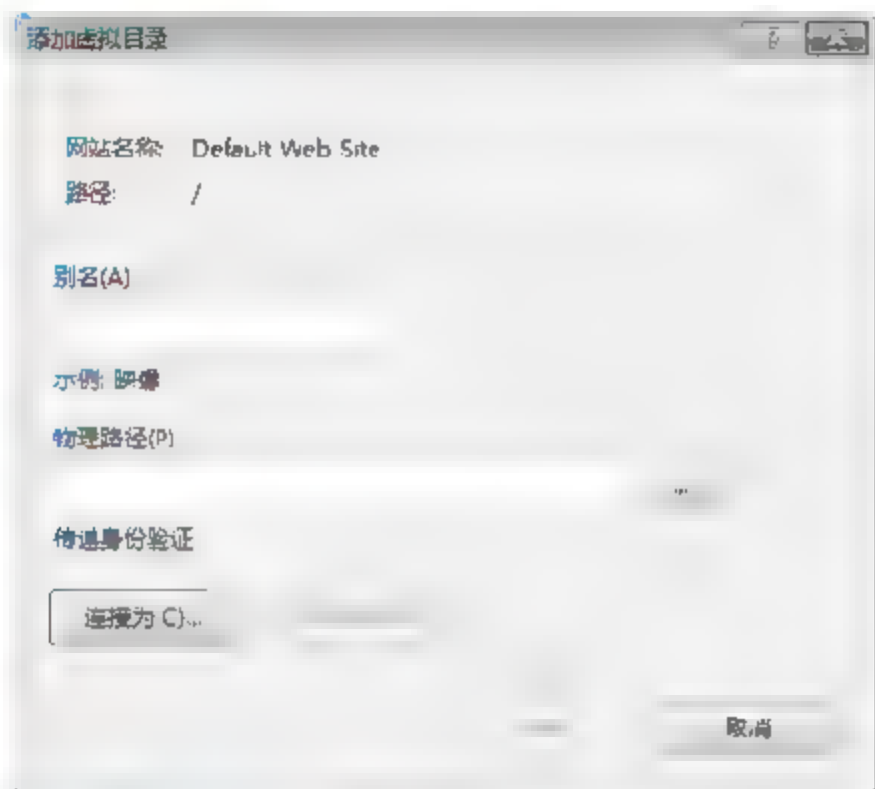 添加虚拟目录
网站名称: Default Web Site
路径: /
别名(A)
示例: 映像
物理路径(P)
...
传递身份验证
连接为 C)...
取消